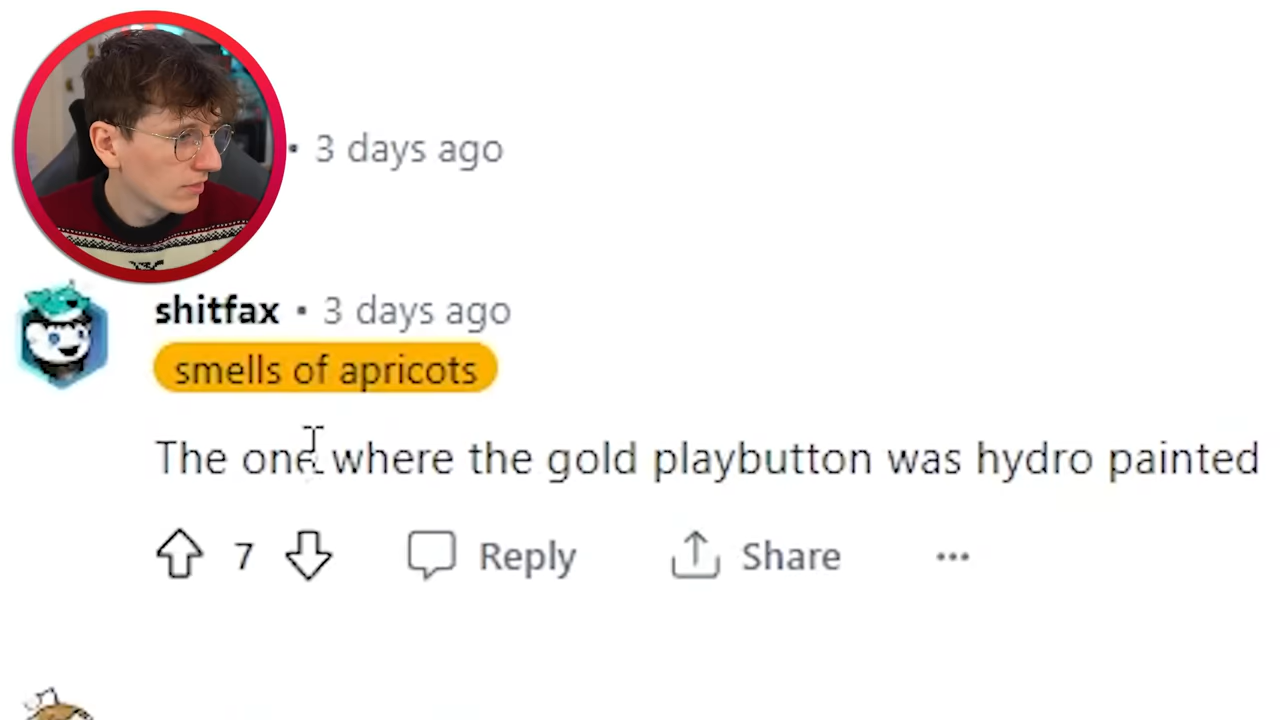 • 3 days ago
shitfax • 3 days ago
smells of apricots
The one where the gold playbutton was hydro painted
7 Reply Share ...